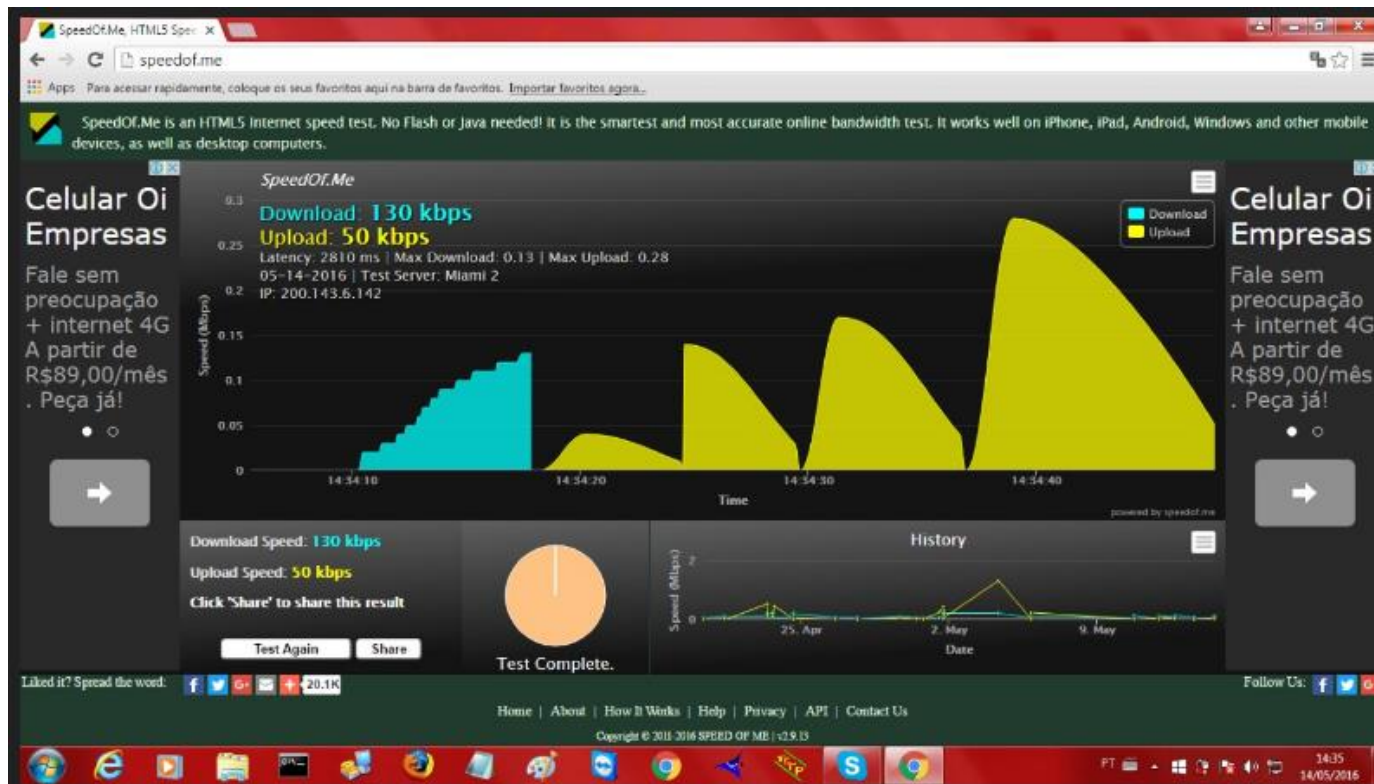 SpeedOf.Me, HTML5 Spee
speedof.me
Apps Para acessar rapidamente, coloque os seus favoritos aqui na barra de favoritos. Importar favoritos agora...
SpeedOf.Me is an HTML5 Internet speed test. No Flash or Java needed! It is the smartest and most accurate online bandwidth test. It works well on iPhone, iPad, Android, Windows and other mobile
devices, as well as desktop computers.
Celular Oi
Empresas
Fale sem
preocupação
+ internet 4G
A partir de
R$89,00/mês
. Peça já!
SpeedOf.Me
Download: 130 kbps
Upload: 50 kbps
Latency: 2810 ms | Max Download: 0.13 | Max Upload: 0.28
05-14-2016 | Test Server: Miami 2
IP: 200.143.6.142
Download
Upload
Speed (Mbps)
0.3
0.25
0.2
0.15
0.1
0.05
0
14:34:10 14:34:20 14:34:30 14:34:40
Time
powered by speedof.me
Celular Oi
Empresas
Fale sem
preocupação
+ internet 4G
A partir de
R$89,00/mês
. Peça já!
Download Speed: 130 kbps
Upload Speed: 50 kbps
Click 'Share' to share this result
Test Again Share
Test Complete.
History
Speed (Mbps)
2
0
25. Apr 2. May 9. May
Date
Liked it? Spread the word: 20.1K
Follow Us:
Home | About | How It Works | Help | Privacy | API | Contact Us
Copyright © 2011-2016 SPEED OF ME | v2.9.13
PT
14:35
14/05/2016